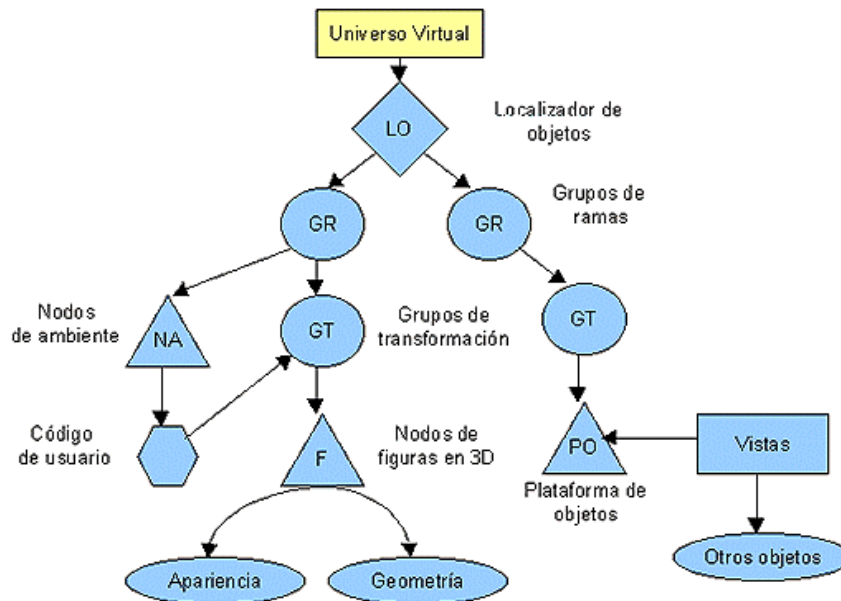 Universo Virtual
LO
Localizador de
objetos
GR
GR
Grupos de
ramas
Nodos
de ambiente
NA
GT
Grupos de
transformación
GT
Código
de usuario
F
Nodos de
figuras en 3D
PO
Plataforma de
objetos
Vistas
Apariencia
Geometría
Otros objetos